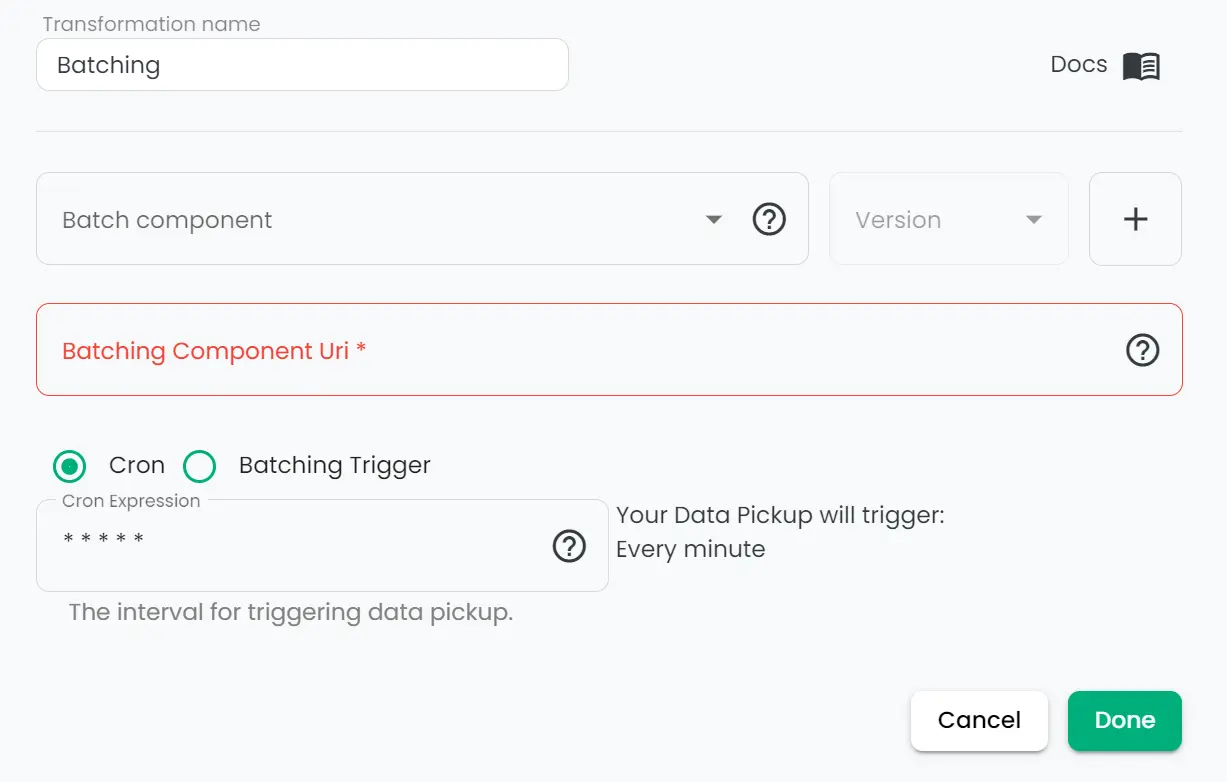 Transformation name
Batching
Docs
Batch component
Version
Batching Component Uri *
Cron
Batching Trigger
Cron Expression
* * * * *
Your Data Pickup will trigger:
Every minute
The interval for triggering data pickup.
Cancel
Done